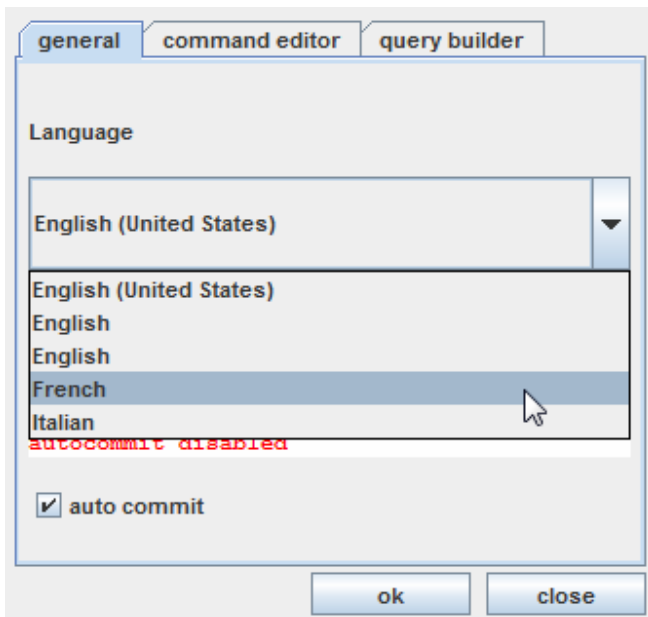 general command editor query builder
Language
English (United States)
English (United States)
English
English
French
Italian
autocommit disabled
auto commit
ok close